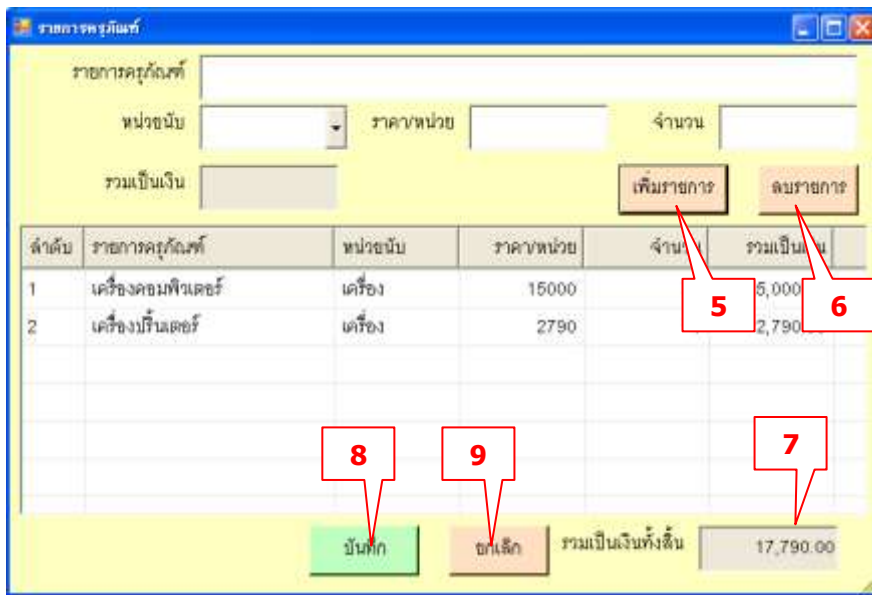 รายการครุภัณฑ์
รายการครุภัณฑ์
หน่วยนับ ราคา/หน่วย จำนวน
รวมเป็นเงิน เพิ่มรายการ ลบรายการ
ลำดับ รายการครุภัณฑ์ หน่วยนับ ราคา/หน่วย
1 เครื่องคอมพิวเตอร์ เครื่อง 15000 5,000
2 เครื่องปริ้นเตอร์ เครื่อง 2790 2,790
5 6
8 9 7
บันทึก ยกเลิก รวมเป็นเงินทั้งสิ้น 17,790.00